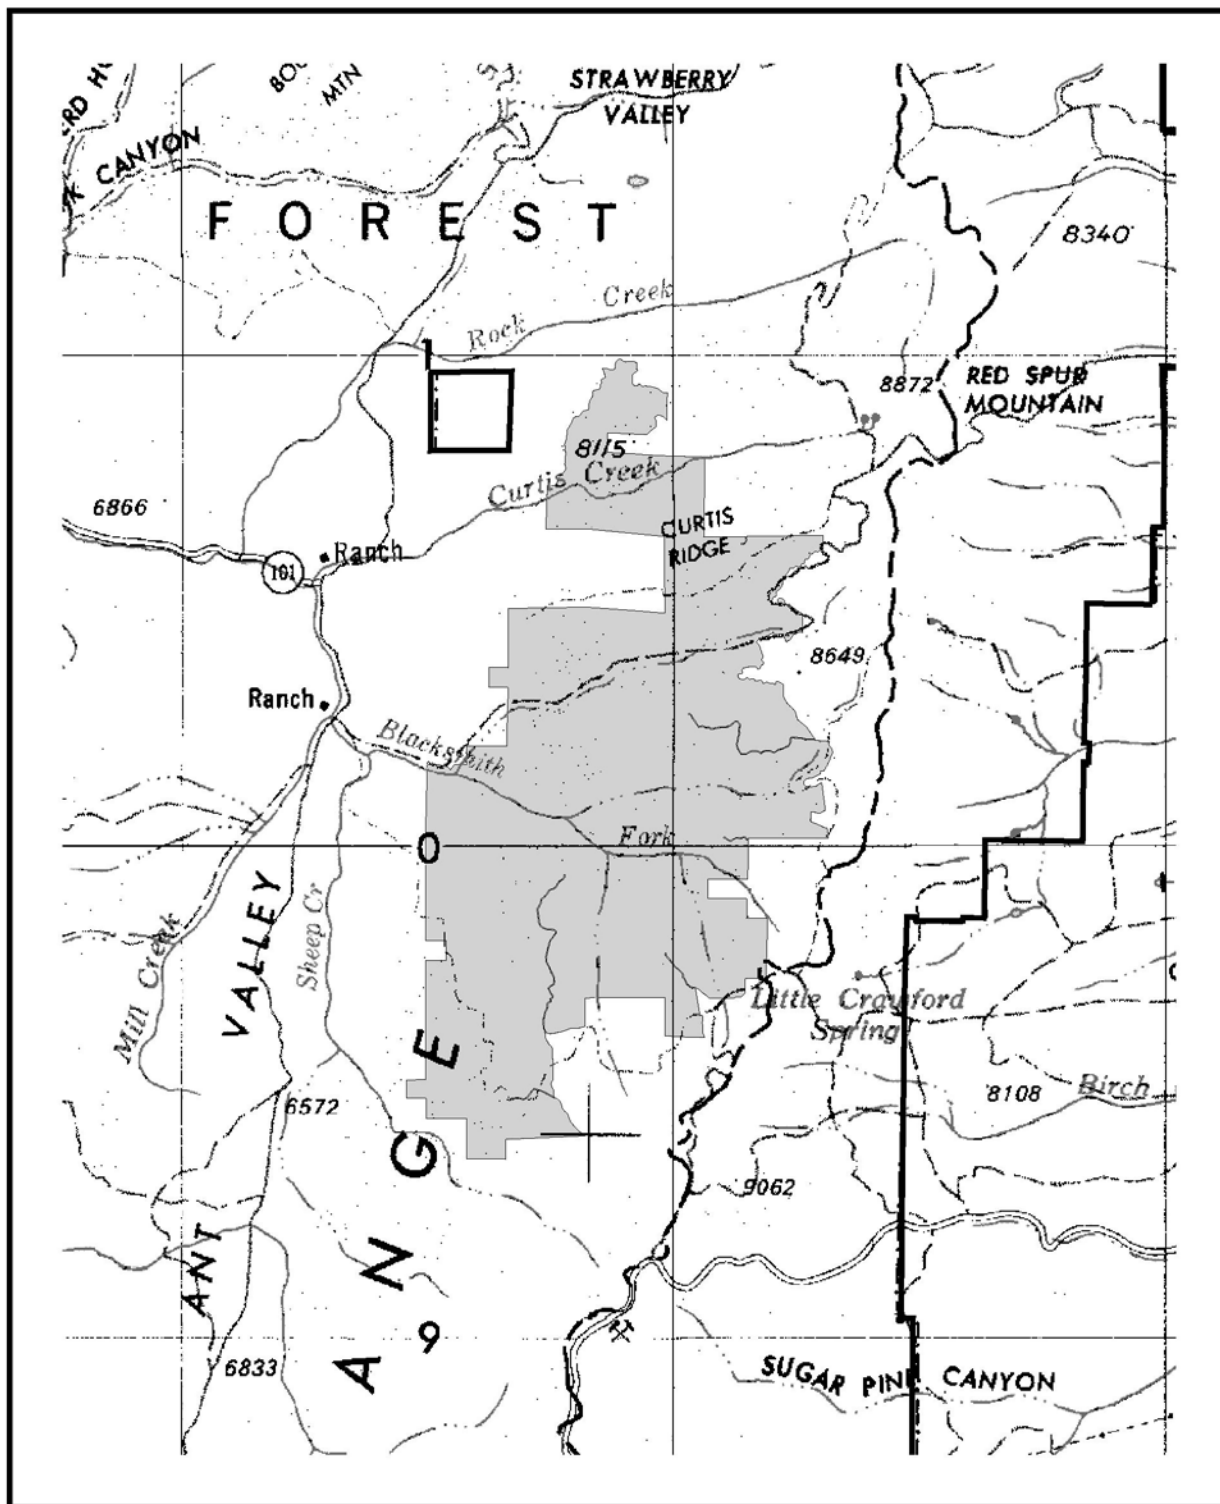 STRAWBERRY
VALLEY
MTN
CANYON
FOREST
8340
Rock Creek
8872
RED SPUR
MOUNTAIN
8115
Curtis Creek
6866
CURTIS
RIDGE
Ranch
101
8649
Ranch
Blacksmith
Fork
O
VALLEY
Sheep Cr
Mill Creek
Little Crawford
Spring
E
8108
Birch
6572
G
9062
ANT
N
9
6833
A
SUGAR PINE CANYON